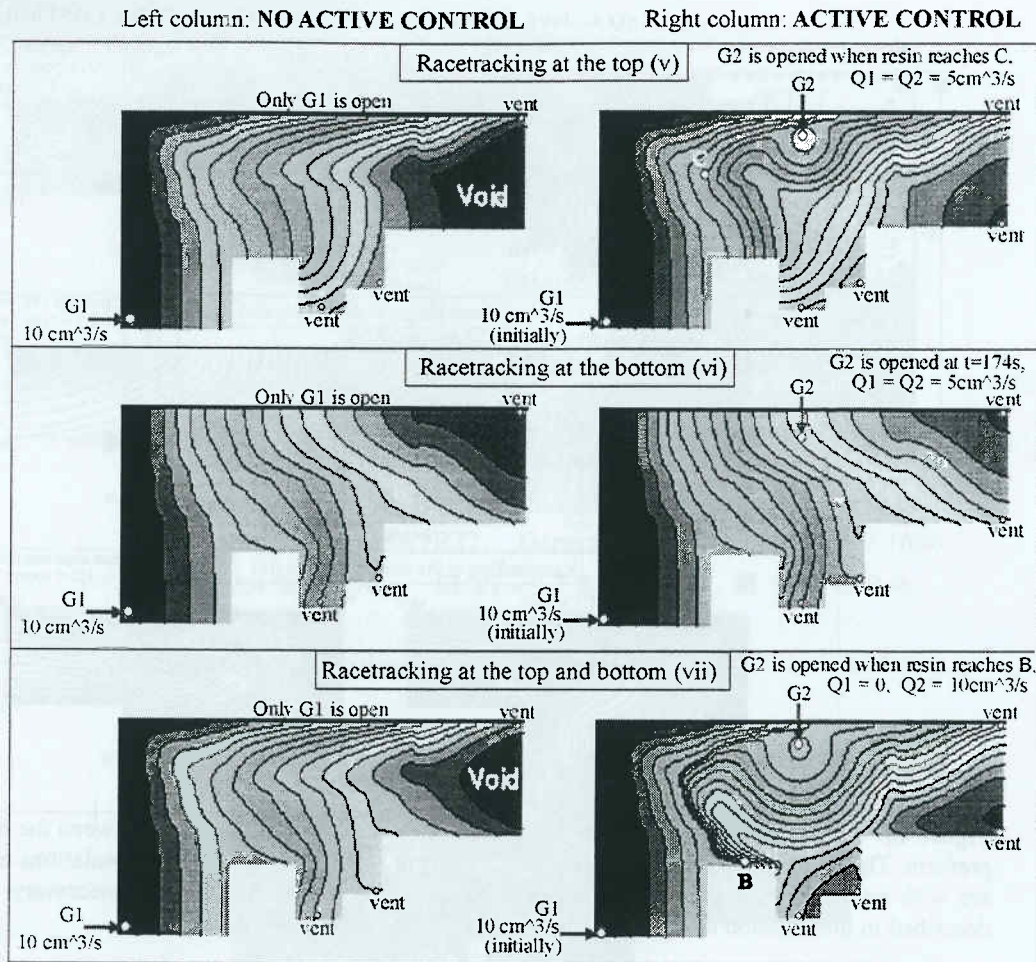 Left column: NO ACTIVE CONTROL
Right column: ACTIVE CONTROL
Racetracking at the top (v)
G2 is opened when resin reaches C.
Q1 = Q2 = 5cm^3/s
Only G1 is open
vent
G2
vent
Void
vent
vent
vent
vent
vent
G1
10 cm^3/s
G1
10 cm^3/s
(initially)
Racetracking at the bottom (vi)
G2 is opened at t=174s,
Q1 = Q2 = 5cm^3/s
Only G1 is open
vent
G2
vent
vent
vent
vent
vent
vent
G1
10 cm^3/s
G1
10 cm^3/s
(initially)
Racetracking at the top and bottom (vii)
G2 is opened when resin reaches B.
Q1 = 0, Q2 = 10cm^3/s
Only G1 is open
vent
G2
vent
Void
vent
B
vent
vent
vent
vent
G1
10 cm^3/s
G1
10 cm^3/s
(initially)